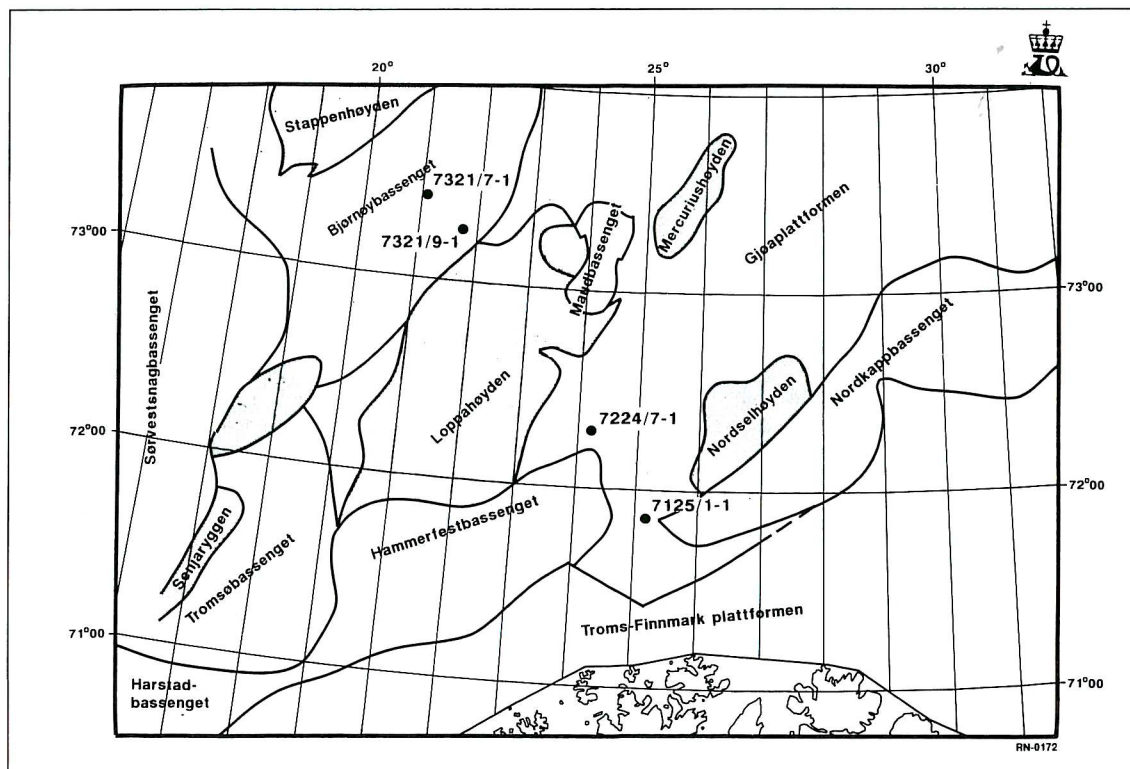 20°
25°
30°
Stappenhøyden
7321/7-1
Bjørnøybassenget
7321/9-1
Mercuriushøyden
Maudbassenget
Gjøaplattformen
73°00
73°00
Sørvestsnagbassenget
Nordkappbassenget
Loppahøyden
7224/7-1
Nordselhøyden
72°00
72°00
7125/1-1
Hammerfestbassenget
Senjaryggen
Tromsøbassenget
Troms-Finnmark plattformen
71°00
71°00
Harstad-
bassenget
RN-0172